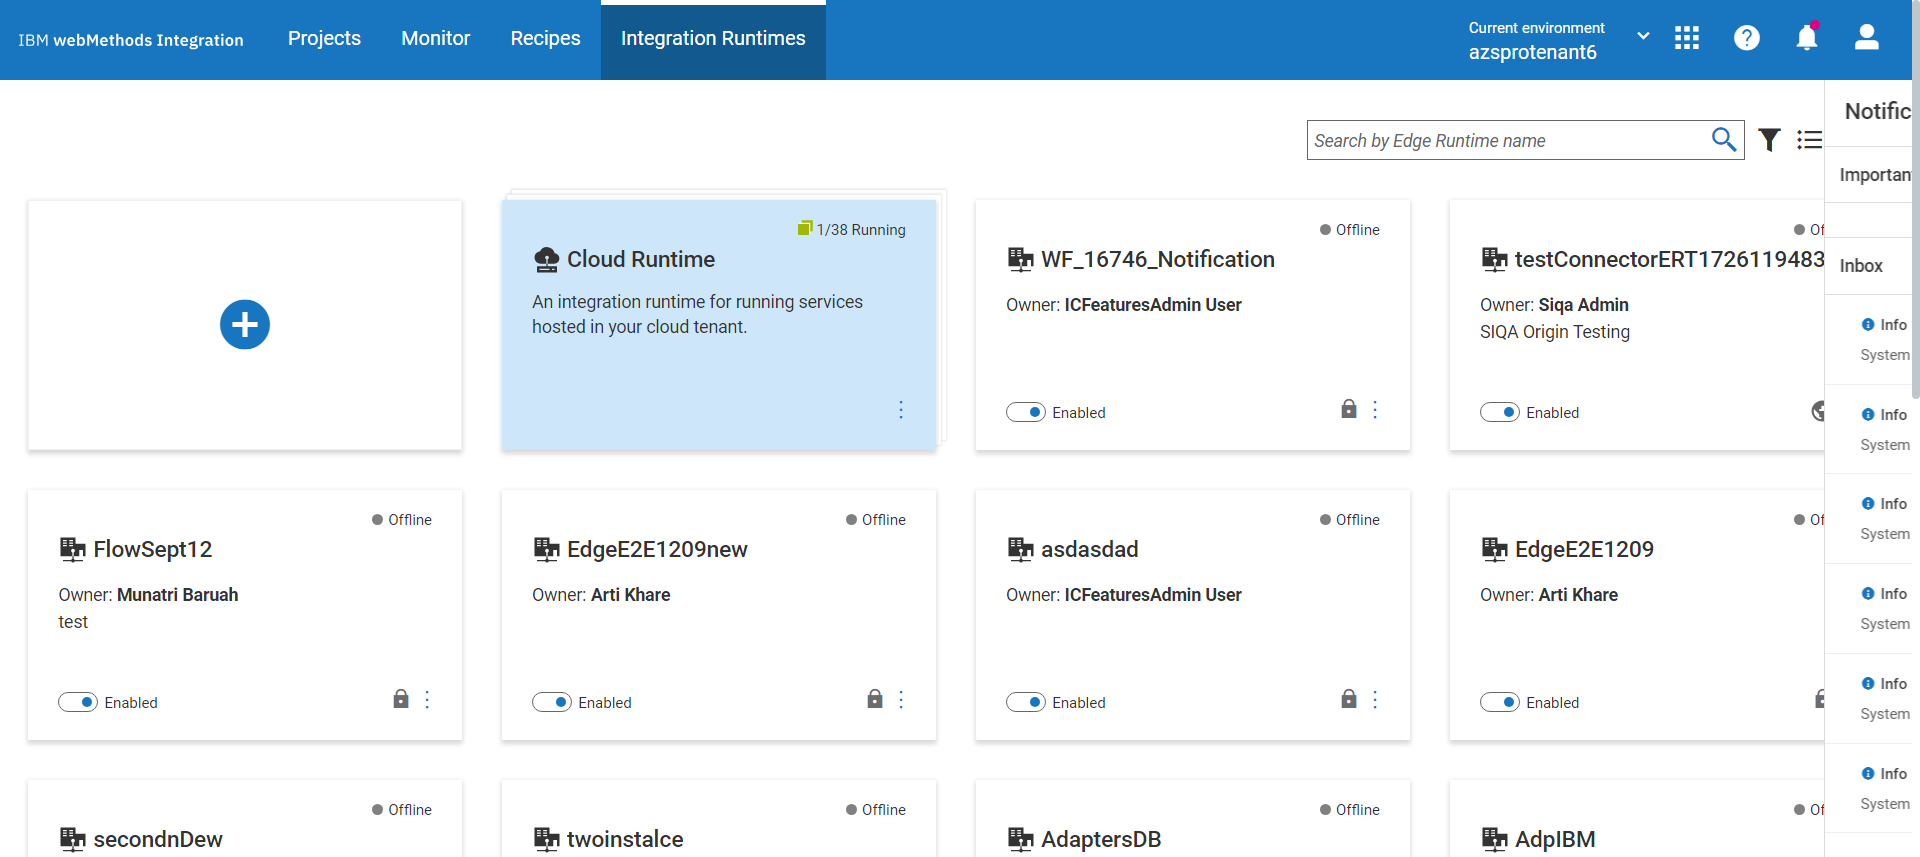 IBM webMethods Integration
Projects
Monitor
Recipes
Integration Runtimes
Current environment
azsprotenant6
Search by Edge Runtime name
1/38 Running
Cloud Runtime
An integration runtime for running services
hosted in your cloud tenant.
Offline
WF_16746_Notification
Owner: ICFeaturesAdmin User
Enabled
Of
testConnectorERT1726119483
Owner: Siqa Admin
SIQA Origin Testing
Enabled
Offline
FlowSept12
Owner: Munatri Baruah
test
Enabled
Offline
EdgeE2E1209new
Owner: Arti Khare
Enabled
Offline
asdasdad
Owner: ICFeaturesAdmin User
Enabled
Of
EdgeE2E1209
Owner: Arti Khare
Enabled
Offline
secondnDew
Offline
twoinstalce
Offline
AdaptersDB
Of
AdpIBM
Notific
Importan
Inbox
Info
System
Info
System
Info
System
Info
System
Info
System
Info
System